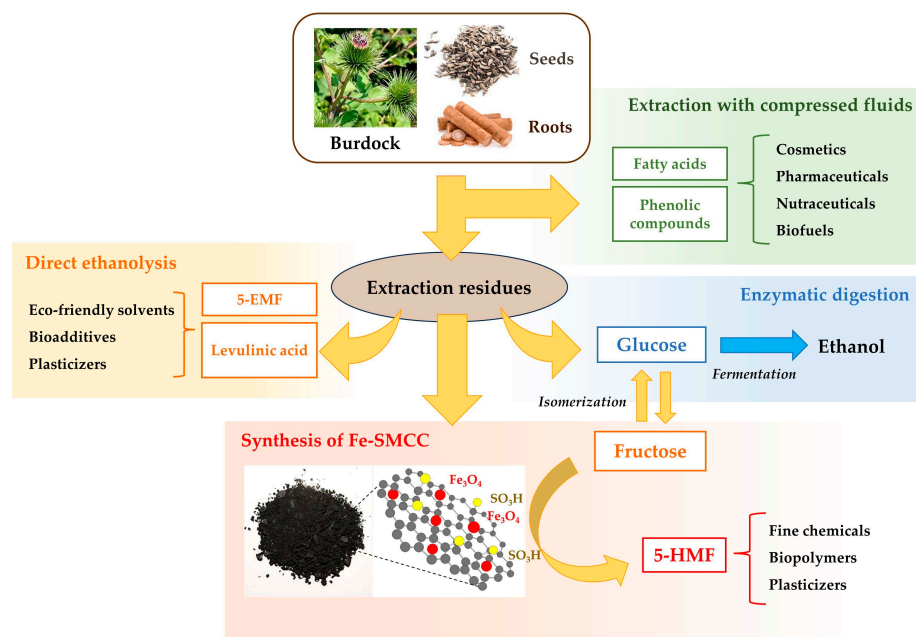 Seeds
Roots
Burdock
Extraction with compressed fluids
Fatty acids
Phenolic
compounds
Cosmetics
Pharmaceuticals
Nutraceuticals
Biofuels
Direct ethanolysis
5-EMF
Levulinic acid
Eco-friendly solvents
Bioadditives
Plasticizers
Extraction residues
Enzymatic digestion
Glucose
Ethanol
Fermentation
Isomerization
Fructose
Synthesis of Fe-SMCC
Fe₃O₄
SO₃H
Fe₃O₄
SO₃H
5-HMF
Fine chemicals
Biopolymers
Plasticizers